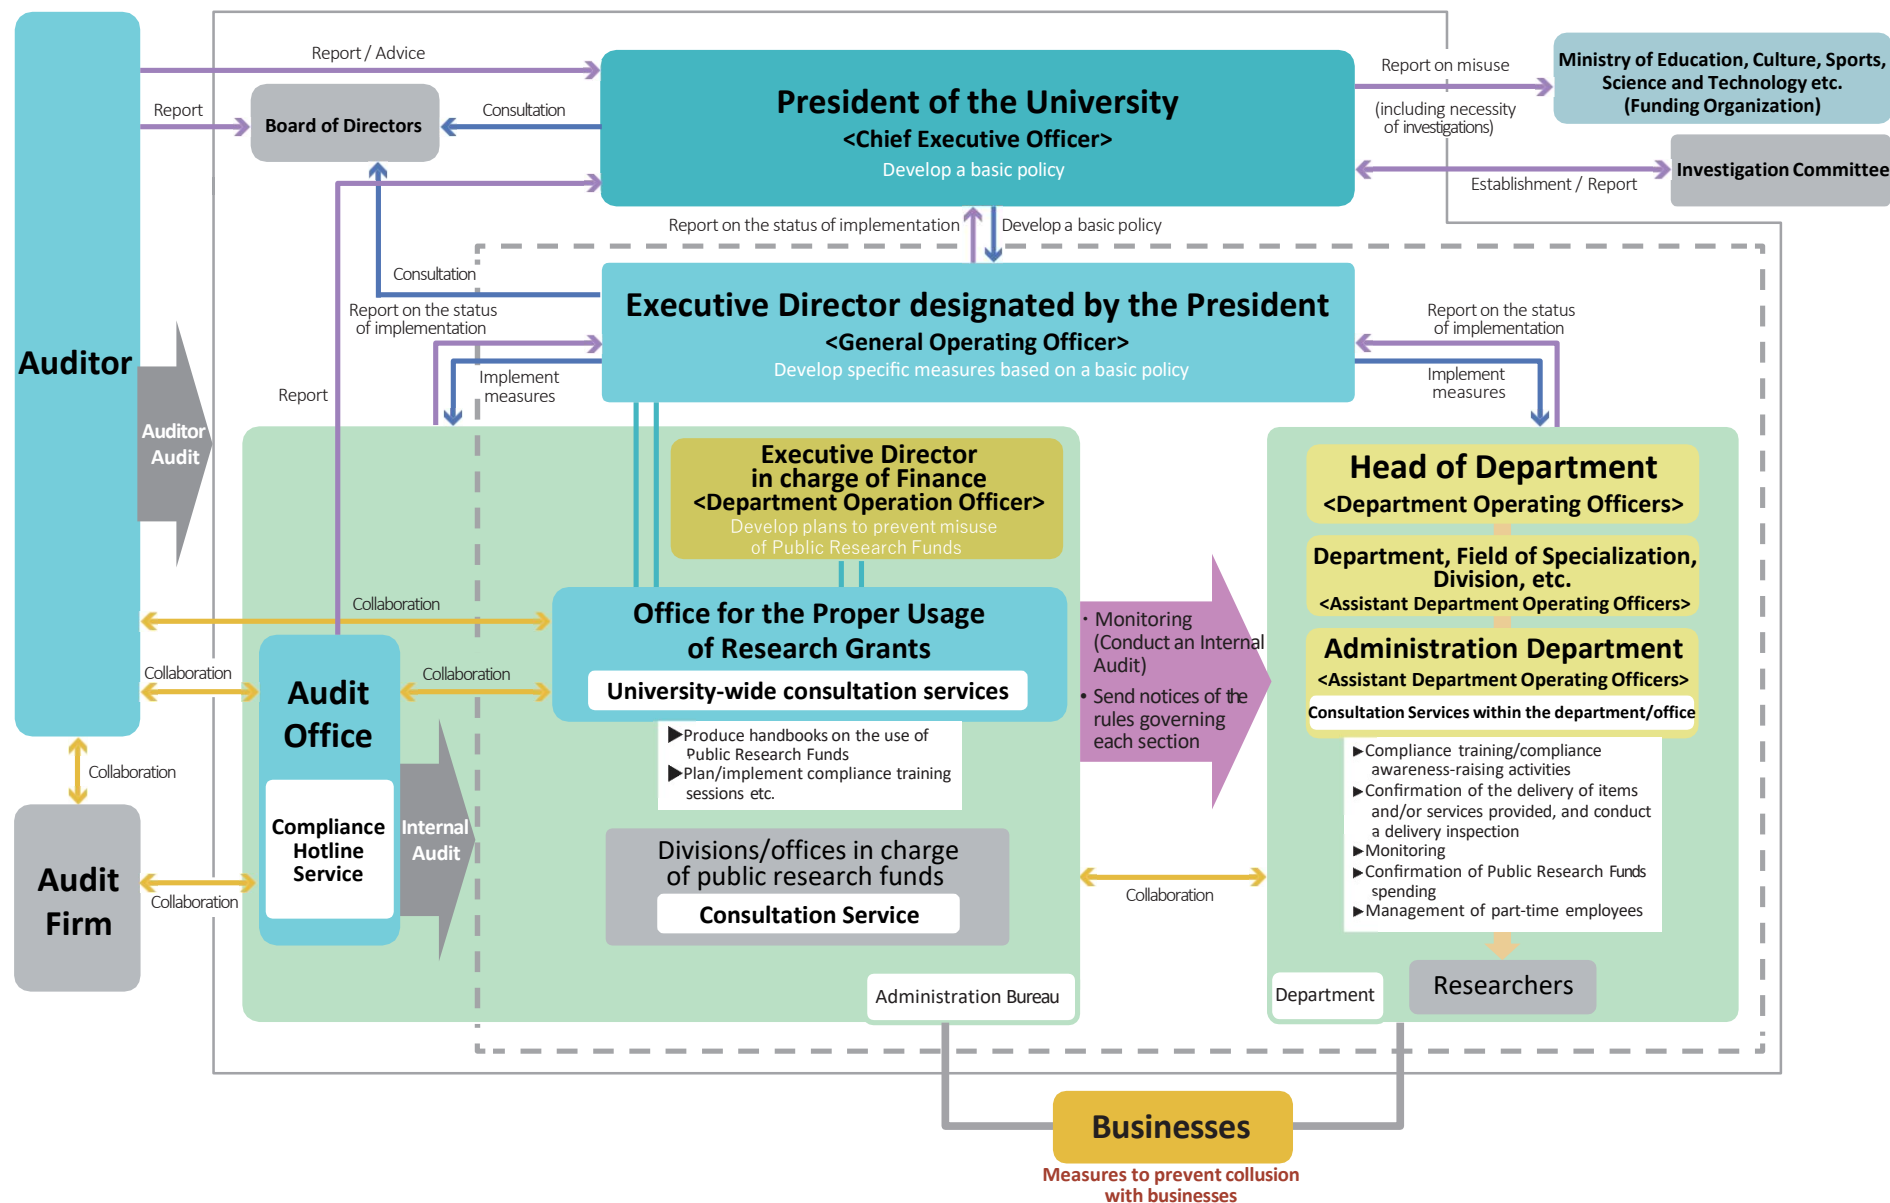 Report / Advice
Report
Board of Directors
Consultation
President of the University
<Chief Executive Officer>
Develop a basic policy
Report on misuse
(including necessity
of investigations)
Ministry of Education, Culture, Sports,
Science and Technology etc.
(Funding Organization)
Establishment / Report
Investigation Committee
Report on the status of implementation
Develop a basic policy
Consultation
Executive Director designated by the President
<General Operating Officer>
Develop specific measures based on a basic policy
Report on the status
of implementation
Implement
measures
Report on the status
of implementation
Implement
measures
Auditor
Auditor
Audit
Report
Executive Director
in charge of Finance
<Department Operation Officer>
Develop plans to prevent misuse
of Public Research Funds
Collaboration
Office for the Proper Usage
of Research Grants
University-wide consultation services
▶Produce handbooks on the use of
Public Research Funds
▶Plan/implement compliance training
sessions etc.
Collaboration
Collaboration
Audit
Office
Compliance
Hotline
Service
Internal
Audit
Collaboration
Audit
Firm
Collaboration
Divisions/offices in charge
of public research funds
Consultation Service
Administration Bureau
・ Monitoring
(Conduct an Internal
Audit)
• Send notices of the
rules governing
each section
Collaboration
Head of Department
<Department Operating Officers>
Department, Field of Specialization,
Division, etc.
<Assistant Department Operating Officers>
Administration Department
<Assistant Department Operating Officers>
Consultation Services within the department/office
▶Compliance training/compliance
awareness-raising activities
▶Confirmation of the delivery of items
and/or services provided, and conduct
a delivery inspection
▶Monitoring
▶Confirmation of Public Research Funds
spending
▶Management of part-time employees
Department
Researchers
Businesses
Measures to prevent collusion
with businesses